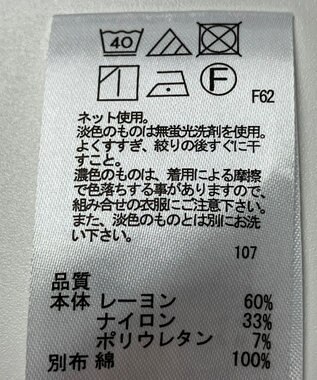 40
F
F62
ネット使用。
淡色のものは無蛍光洗剤を使用。
よくすすぎ、絞りの後すぐに干
すこと。
濃色のものは、着用による摩擦
で色落ちする事がありますので、
組み合せの衣服にご注意下さい。
また、淡色のものとは別にお洗
い下さい。
107
品質
本体 レーヨン 60%
ナイロン 33%
ポリウレタン 7%
別布 綿 100%